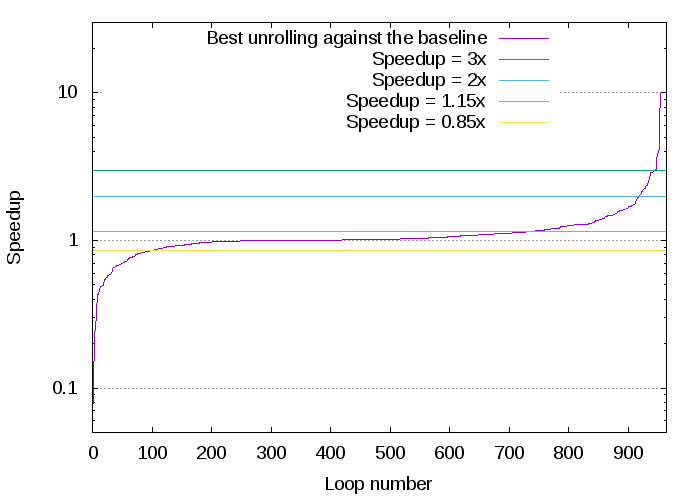 Best unrolling against the baseline
Speedup = 3x
Speedup = 2x
Speedup = 1.15x
Speedup = 0.85x
10
1
0.1
Speedup
0 100 200 300 400 500 600 700 800 900
Loop number